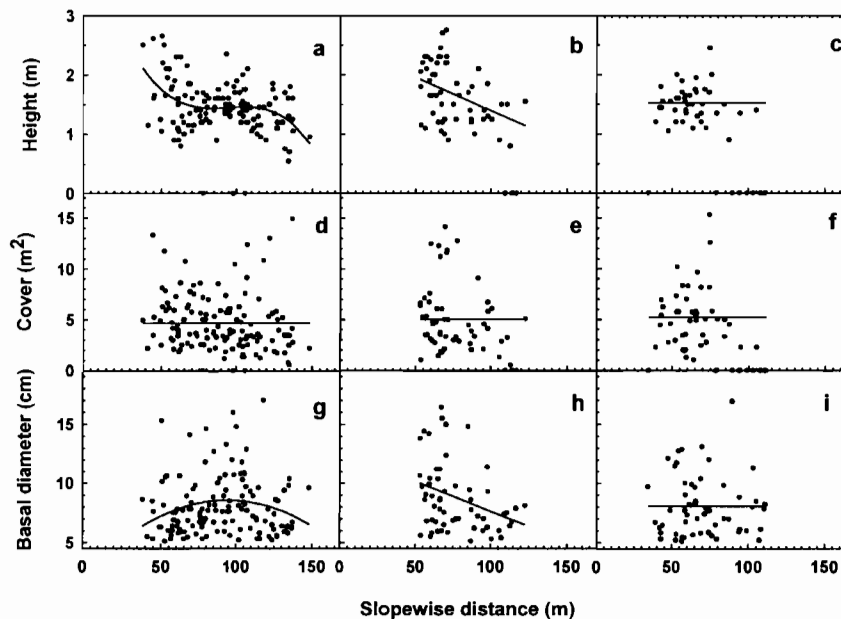 3
a
b
c
2
1
0
Height (m)
15
d
e
f
10
5
0
Cover (m²)
15
g
h
i
10
5
Basal diameter (cm)
0 50 100 150 0 50 100 150 0 50 100 150
Slopewise distance (m)